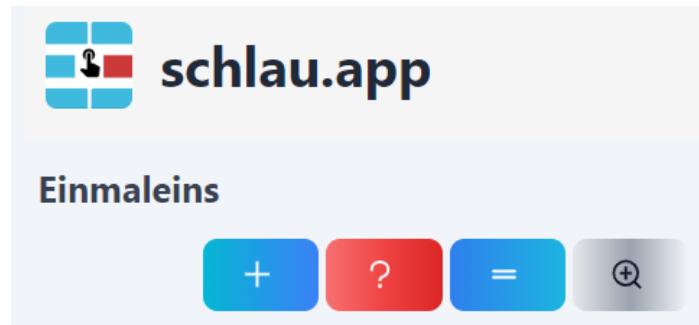 schlau.app
Einmaleins
+ ? =